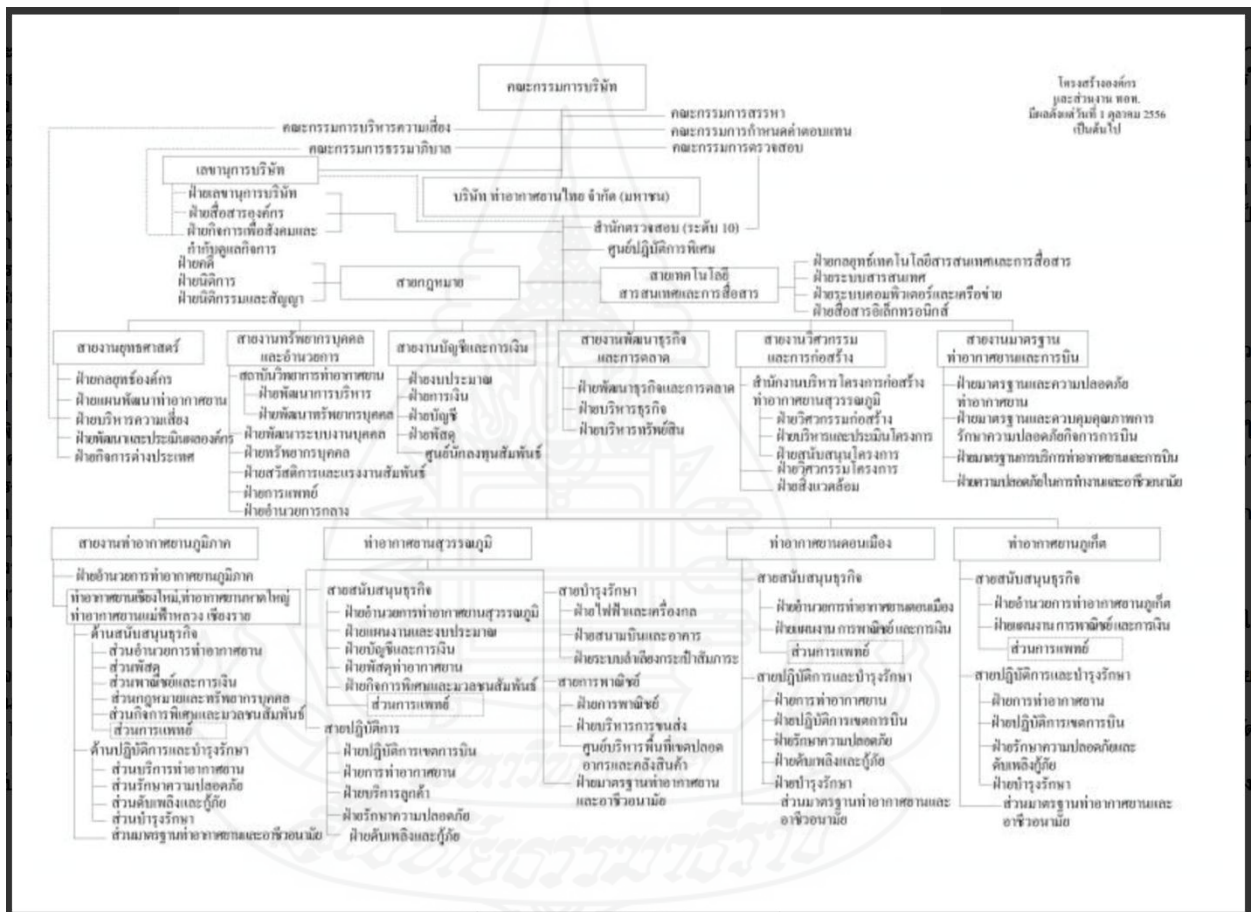 โครงสร้างองค์กร
และส่วนงาน ทอท.
มีผลตั้งแต่วันที่ 1 ตุลาคม 2556
เป็นต้นไป
คณะกรรมการบริษัท
คณะกรรมการสรรหา
คณะกรรมการบริหารความเสี่ยง
คณะกรรมการกำหนดค่าตอบแทน
คณะกรรมการธรรมาภิบาล
คณะกรรมการตรวจสอบ
เลขานุการบริษัท
ฝ่ายเลขานุการบริษัท
ฝ่ายสื่อสารองค์กร
ฝ่ายกิจการเพื่อสังคมและ
กำกับดูแลกิจการ
บริษัท ท่าอากาศยานไทย จำกัด (มหาชน)
สำนักตรวจสอบ (ระดับ 10)
ศูนย์ปฏิบัติการพิเศษ
ฝ่ายคดี
ฝ่ายนิติการ
ฝ่ายนิติกรรมและสัญญา
สายกฎหมาย
สายเทคโนโลยี
สารสนเทศและการสื่อสาร
ฝ่ายกลยุทธ์เทคโนโลยีสารสนเทศและการสื่อสาร
ฝ่ายระบบสารสนเทศ
ฝ่ายระบบคอมพิวเตอร์และเครือข่าย
ฝ่ายสื่อสารอิเล็กทรอนิกส์
สายงานยุทธศาสตร์
ฝ่ายกลยุทธ์องค์กร
ฝ่ายแผนพัฒนาท่าอากาศยาน
ฝ่ายบริหารความเสี่ยง
ฝ่ายพัฒนาและประเมินผลองค์กร
ฝ่ายกิจการต่างประเทศ
สายงานทรัพยากรบุคคล
และอำนวยการ
สถาบันวิทยาการท่าอากาศยาน
ฝ่ายพัฒนาการบริหาร
ฝ่ายพัฒนาทรัพยากรบุคคล
ฝ่ายพัฒนาระบบงานบุคคล
ฝ่ายทรัพยากรบุคคล
ฝ่ายสวัสดิการและแรงงานสัมพันธ์
ฝ่ายการแพทย์
ฝ่ายอำนวยการกลาง
สายงานบัญชีและการเงิน
ฝ่ายงบประมาณ
ฝ่ายการเงิน
ฝ่ายบัญชี
ฝ่ายพัสดุ
ศูนย์นักลงทุนสัมพันธ์
สายงานพัฒนาธุรกิจ
และการตลาด
ฝ่ายพัฒนาธุรกิจและการตลาด
ฝ่ายบริหารธุรกิจ
ฝ่ายบริหารทรัพย์สิน
สายงานวิศวกรรม
และการก่อสร้าง
สำนักงานบริหารโครงการก่อสร้าง
ท่าอากาศยานสุวรรณภูมิ
ฝ่ายวิศวกรรมก่อสร้าง
ฝ่ายบริหารและประเมินโครงการ
ฝ่ายสนับสนุนโครงการ
ฝ่ายวิศวกรรมโครงการ
ฝ่ายสิ่งแวดล้อม
สายงานมาตรฐาน
ท่าอากาศยานและการบิน
ฝ่ายมาตรฐานและความปลอดภัย
ท่าอากาศยาน
ฝ่ายมาตรฐานและควบคุมคุณภาพการ
รักษาความปลอดภัยกิจการการบิน
ฝ่ายมาตรฐานการบริการท่าอากาศยานและการบิน
ฝ่ายความปลอดภัยในการทำงานและอาชีวอนามัย
สายงานท่าอากาศยานภูมิภาค
ฝ่ายอำนวยการท่าอากาศยานภูมิภาค
ท่าอากาศยานเชียงใหม่,ท่าอากาศยานหาดใหญ่
ท่าอากาศยานแม่ฟ้าหลวง เชียงราย
ด้านสนับสนุนธุรกิจ
ส่วนอำนวยการท่าอากาศยาน
ส่วนพัสดุ
ส่วนพาณิชย์และการเงิน
ส่วนกฎหมายและทรัพยากรบุคคล
ส่วนกิจการพิเศษและมวลชนสัมพันธ์
ส่วนการแพทย์
ด้านปฏิบัติการและบำรุงรักษา
ส่วนบริการท่าอากาศยาน
ส่วนรักษาความปลอดภัย
ส่วนดับเพลิงและกู้ภัย
ส่วนบำรุงรักษา
ส่วนมาตรฐานท่าอากาศยานและอาชีวอนามัย
ท่าอากาศยานสุวรรณภูมิ
สายสนับสนุนธุรกิจ
ฝ่ายอำนวยการท่าอากาศยานสุวรรณภูมิ
ฝ่ายแผนงานและงบประมาณ
ฝ่ายบัญชีและการเงิน
ฝ่ายพัสดุท่าอากาศยาน
ฝ่ายกิจการพิเศษและมวลชนสัมพันธ์
ส่วนการแพทย์
สายปฏิบัติการ
ฝ่ายปฏิบัติการเขตการบิน
ฝ่ายการท่าอากาศยาน
ฝ่ายบริการลูกค้า
ฝ่ายรักษาความปลอดภัย
ฝ่ายดับเพลิงและกู้ภัย
สายบำรุงรักษา
ฝ่ายไฟฟ้าและเครื่องกล
ฝ่ายสนามบินและอาคาร
ฝ่ายระบบลำเลียงกระเป๋าสัมภาระ
สายการพาณิชย์
ฝ่ายการพาณิชย์
ฝ่ายบริหารการขนส่ง
ศูนย์บริหารพื้นที่เขตปลอด
อากรและคลังสินค้า
ฝ่ายมาตรฐานท่าอากาศยาน
และอาชีวอนามัย
ท่าอากาศยานดอนเมือง
สายสนับสนุนธุรกิจ
ฝ่ายอำนวยการท่าอากาศยานดอนเมือง
ฝ่ายแผนงาน การพาณิชย์และการเงิน
ส่วนการแพทย์
สายปฏิบัติการและบำรุงรักษา
ฝ่ายการท่าอากาศยาน
ฝ่ายปฏิบัติการเขตการบิน
ฝ่ายรักษาความปลอดภัย
ฝ่ายดับเพลิงและกู้ภัย
ฝ่ายบำรุงรักษา
ส่วนมาตรฐานท่าอากาศยานและ
อาชีวอนามัย
ท่าอากาศยานภูเก็ต
สายสนับสนุนธุรกิจ
ฝ่ายอำนวยการท่าอากาศยานภูเก็ต
ฝ่ายแผนงาน การพาณิชย์และการเงิน
ส่วนการแพทย์
สายปฏิบัติการและบำรุงรักษา
ฝ่ายการท่าอากาศยาน
ฝ่ายปฏิบัติการเขตการบิน
ฝ่ายรักษาความปลอดภัยและ
ดับเพลิงกู้ภัย
ฝ่ายบำรุงรักษา
ส่วนมาตรฐานท่าอากาศยานและ
อาชีวอนามัย